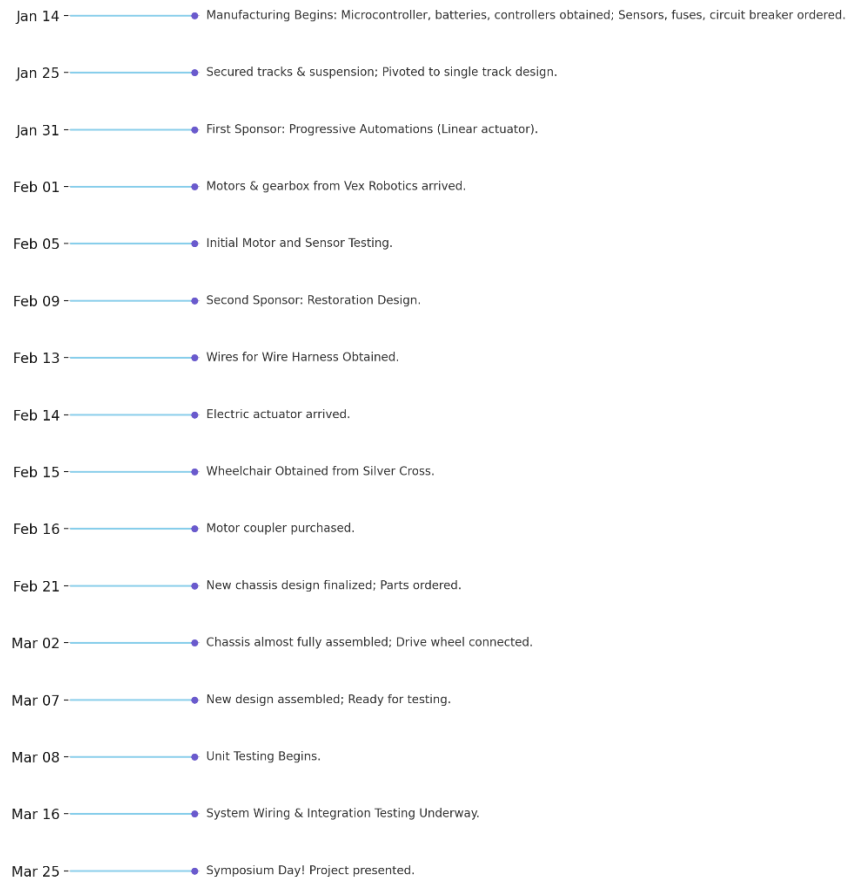 Jan 14 Manufacturing Begins: Microcontroller, batteries, controllers obtained; Sensors, fuses, circuit breaker ordered.
Jan 25 Secured tracks & suspension; Pivoted to single track design.
Jan 31 First Sponsor: Progressive Automations (Linear actuator).
Feb 01 Motors & gearbox from Vex Robotics arrived.
Feb 05 Initial Motor and Sensor Testing.
Feb 09 Second Sponsor: Restoration Design.
Feb 13 Wires for Wire Harness Obtained.
Feb 14 Electric actuator arrived.
Feb 15 Wheelchair Obtained from Silver Cross.
Feb 16 Motor coupler purchased.
Feb 21 New chassis design finalized; Parts ordered.
Mar 02 Chassis almost fully assembled; Drive wheel connected.
Mar 07 New design assembled; Ready for testing.
Mar 08 Unit Testing Begins.
Mar 16 System Wiring & Integration Testing Underway.
Mar 25 Symposium Day! Project presented.